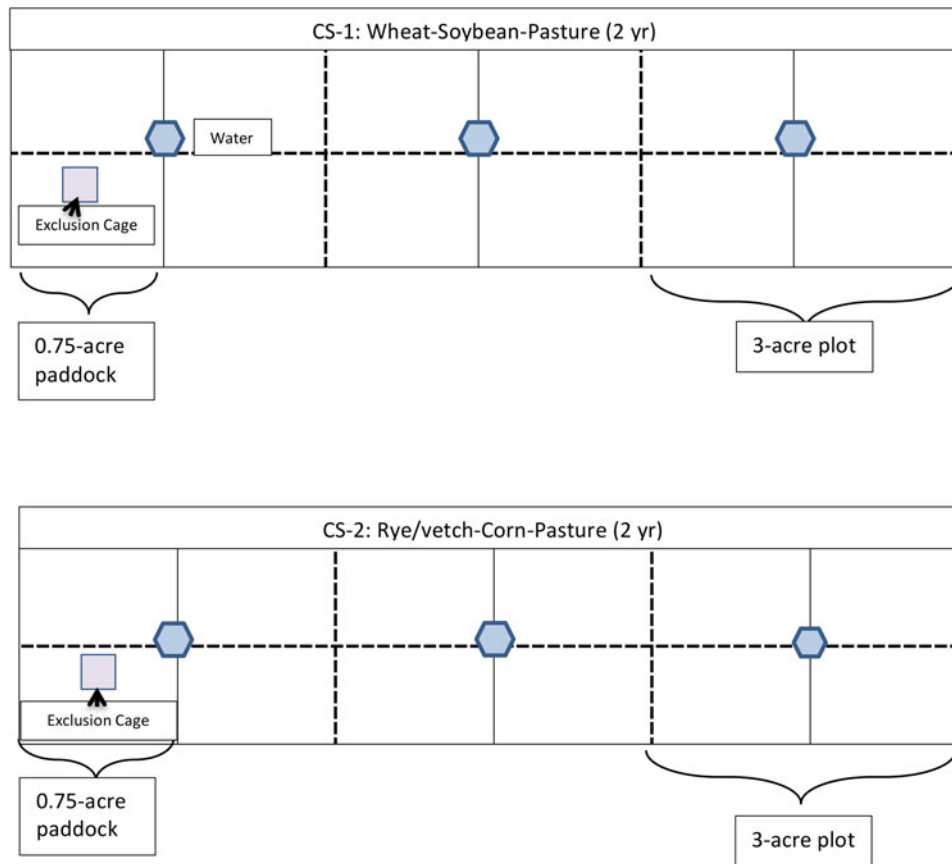 CS-1: Wheat-Soybean-Pasture (2 yr)
Water
Exclusion Cage
0.75-acre
paddock
3-acre plot
CS-2: Rye/vetch-Corn-Pasture (2 yr)
Exclusion Cage
0.75-acre
paddock
3-acre plot